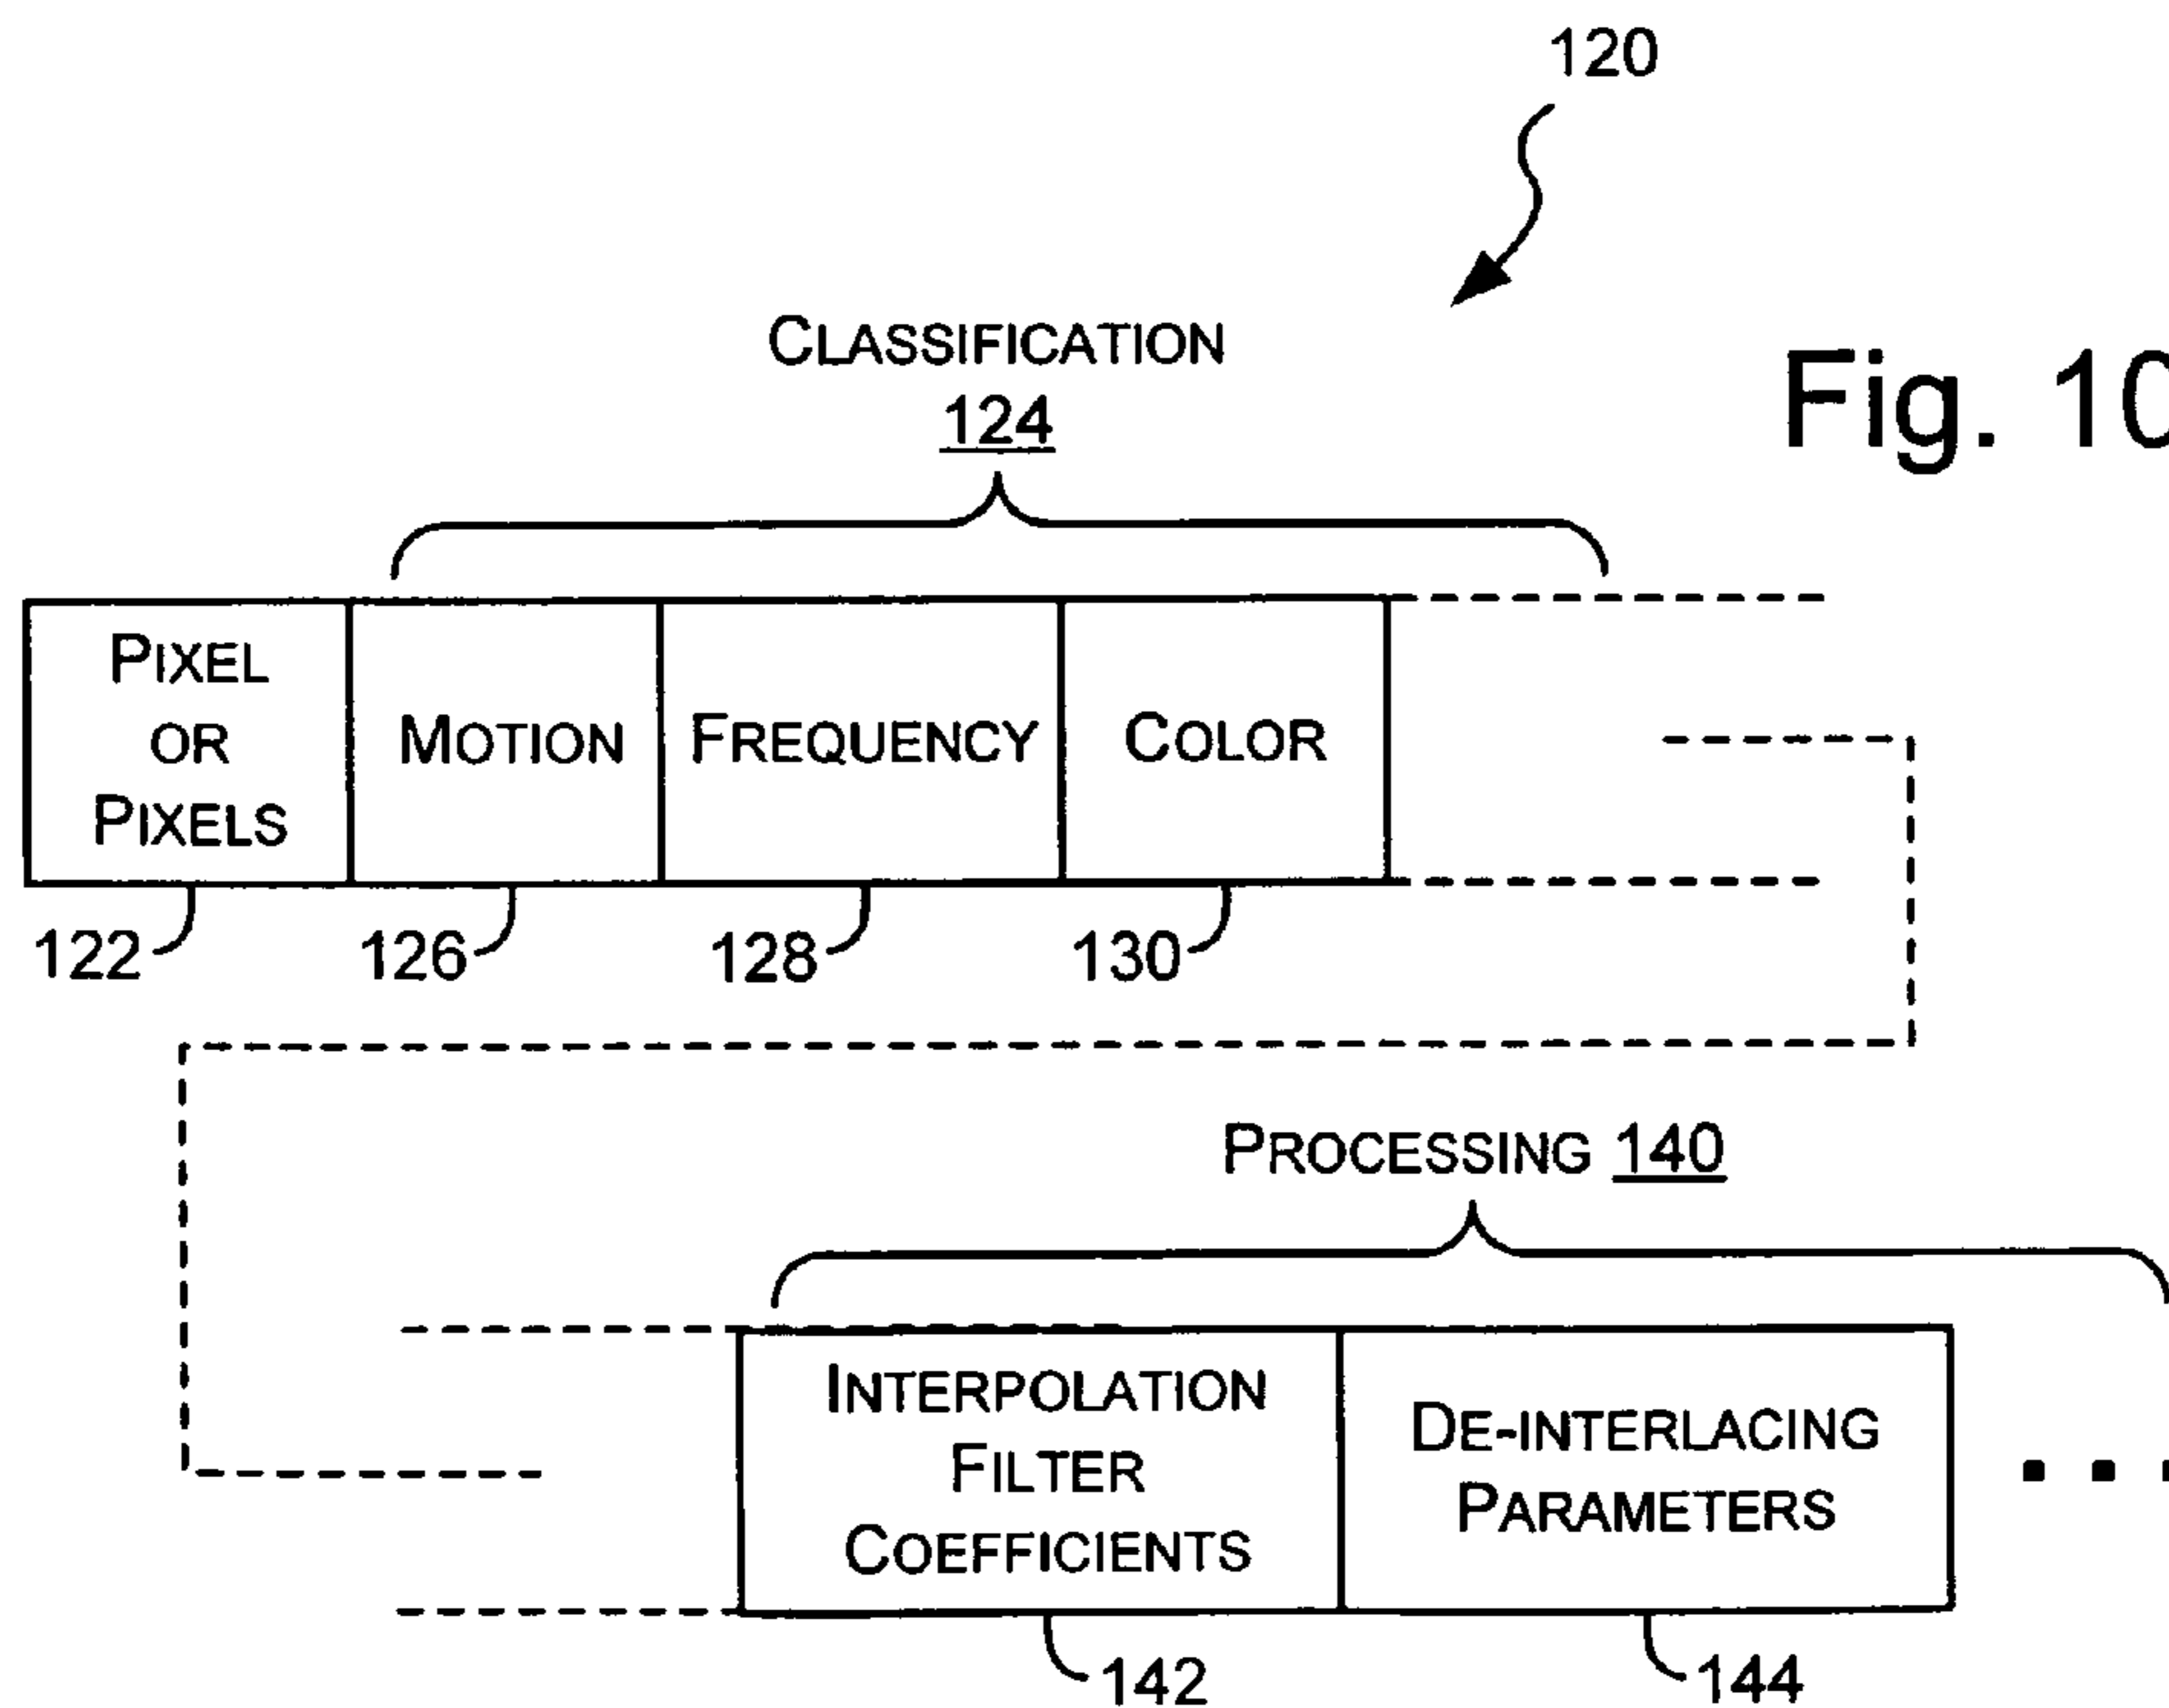 120
CLASSIFICATION
124
Fig. 10
PIXEL
OR
PIXELS
MOTION
FREQUENCY
COLOR
122
126
128
130
PROCESSING 140
INTERPOLATION
FILTER
COEFFICIENTS
DE-INTERLACING
PARAMETERS
142
144